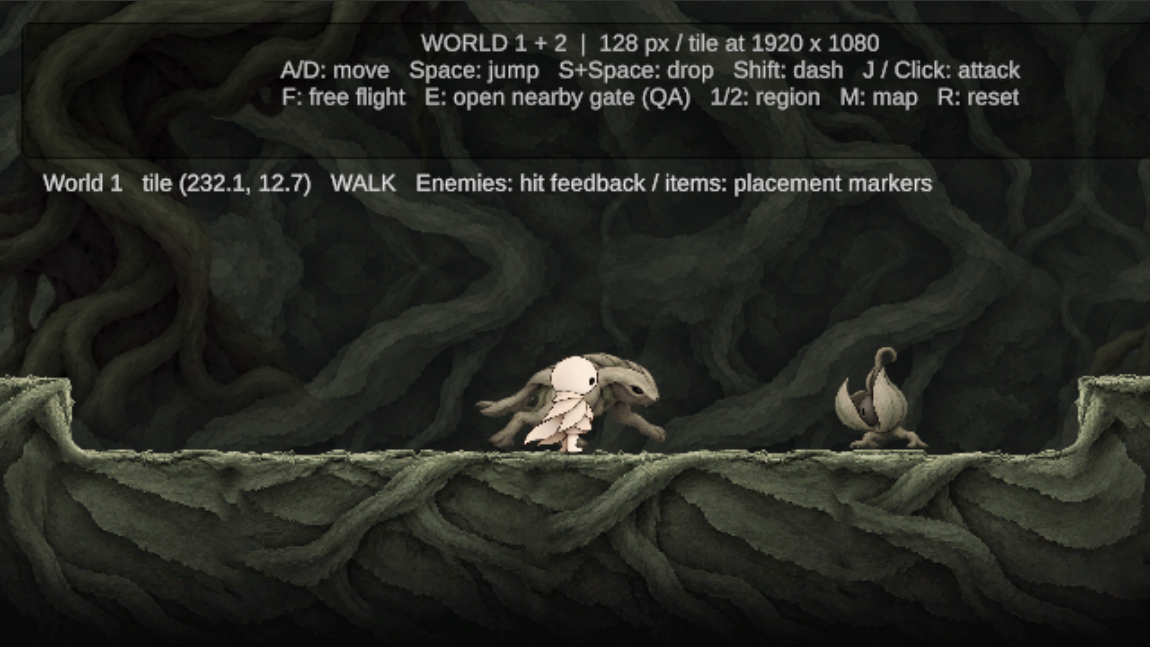 WORLD 1 + 2 | 128 px / tile at 1920 x 1080
A/D: move Space: jump S+Space: drop Shift: dash J / Click: attack
F: free flight E: open nearby gate (QA) 1/2: region M: map R: reset
World 1 tile (232.1, 12.7) WALK Enemies: hit feedback / items: placement markers